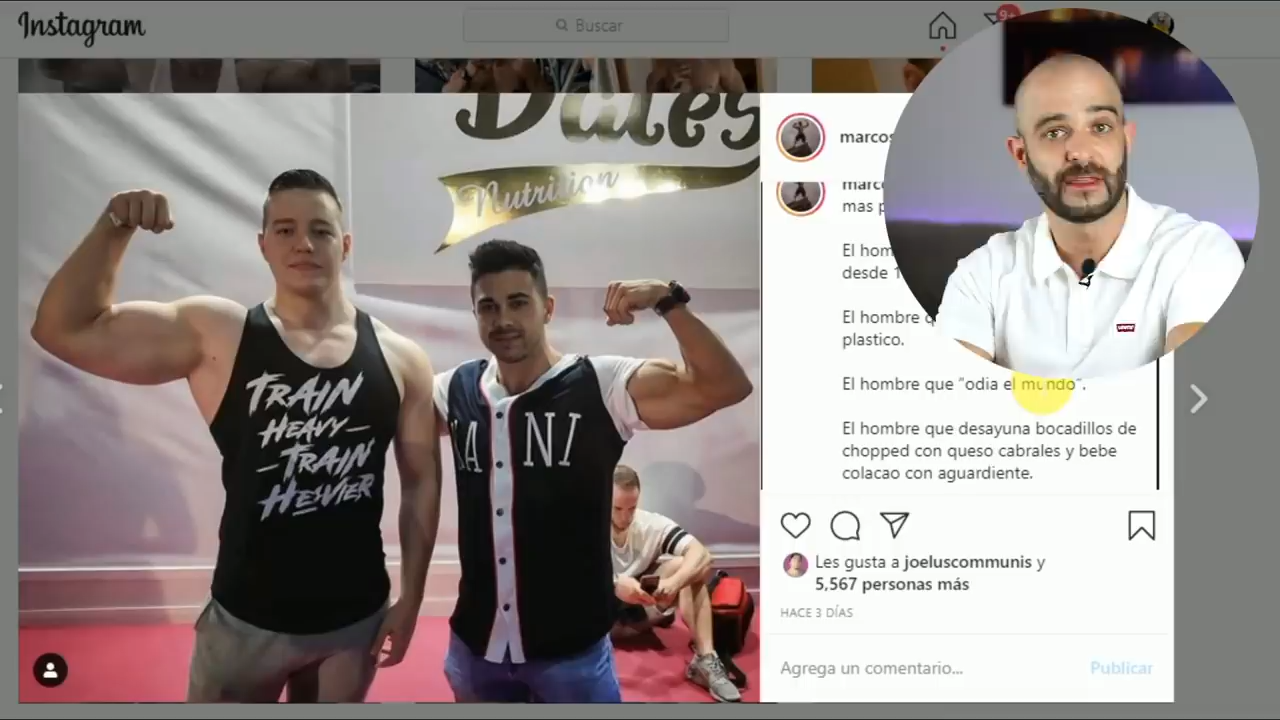 Instagram
Buscar
9+
Dales
Nutrition
TRAIN
HEAVY–
–TRAIN
HEAVIER
NI
marcos
mas p
El hom
desde 1
El hombre q
plastico.
El hombre que “odia el mundo”.
El hombre que desayuna bocadillos de
chopped con queso cabrales y bebe
colacao con aguardiente.
Les gusta a joeluscommunis y
5,567 personas más
HACE 3 DÍAS
Agrega un comentario...
Publicar